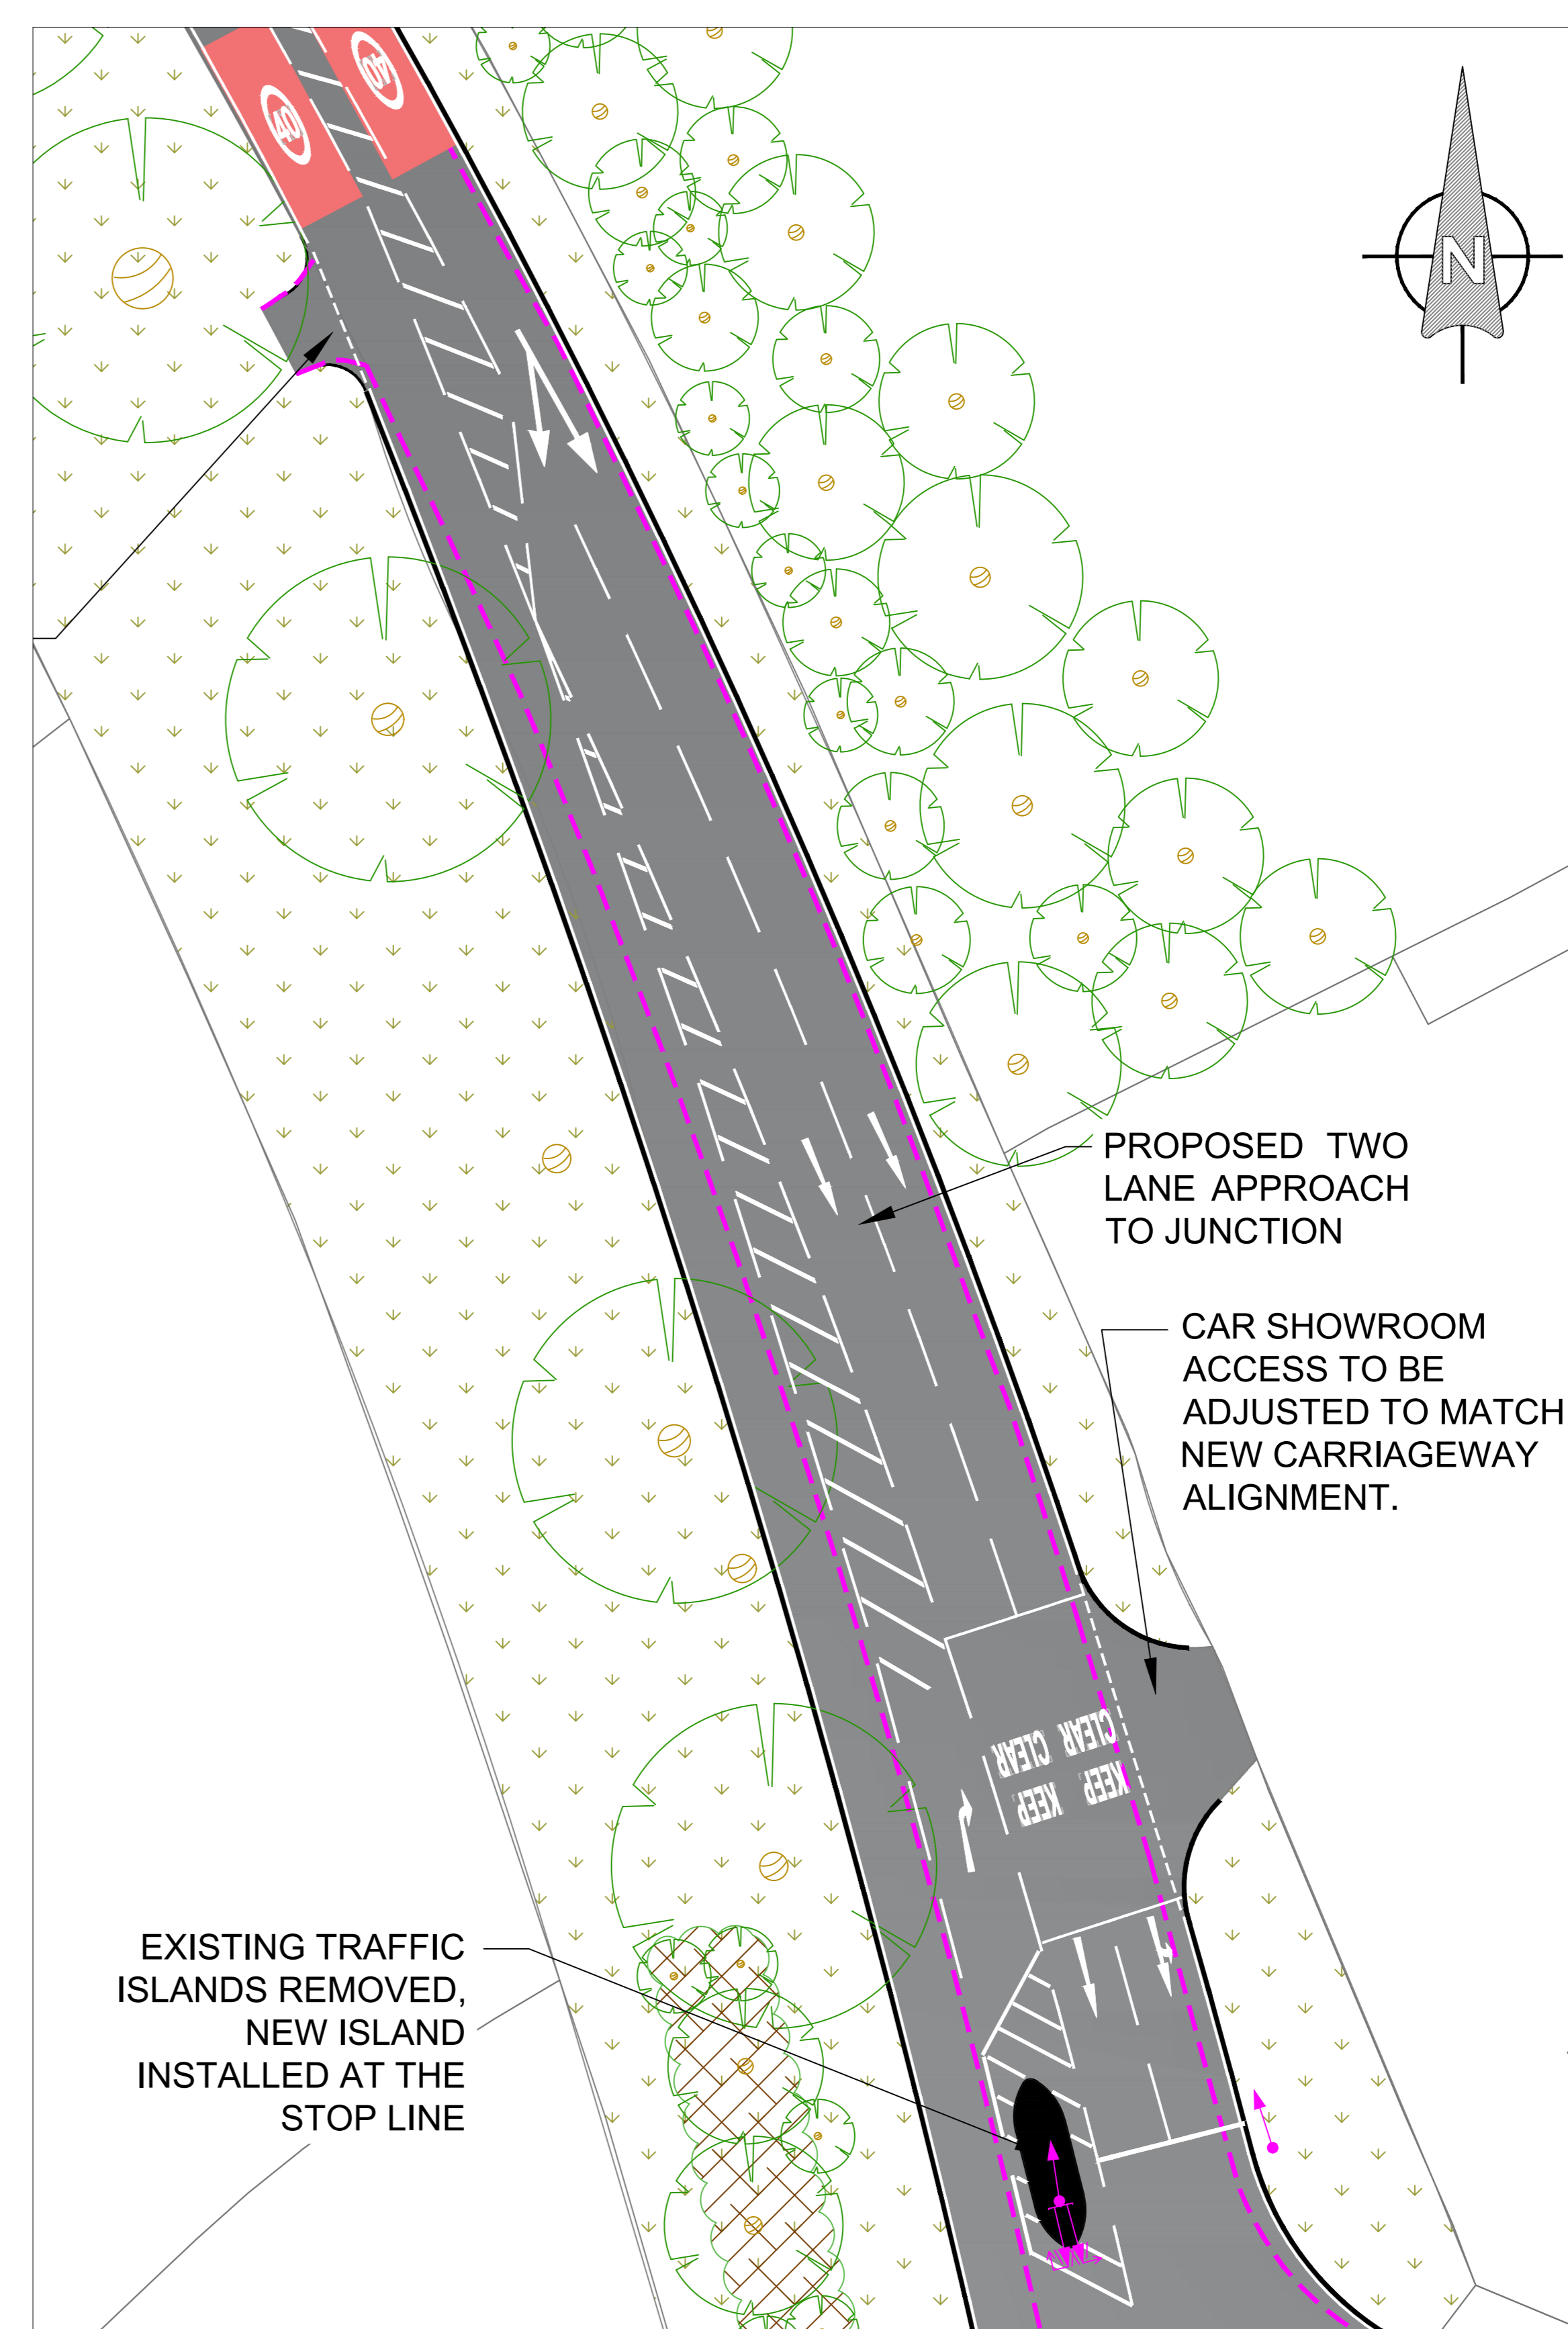 40
40
N
PROPOSED TWO
LANE APPROACH
TO JUNCTION
CAR SHOWROOM
ACCESS TO BE
ADJUSTED TO MATCH
NEW CARRIAGEWAY
ALIGNMENT.
CLEAR CLEAR
KEEP KEEP
EXISTING TRAFFIC
ISLANDS REMOVED,
NEW ISLAND
INSTALLED AT THE
STOP LINE